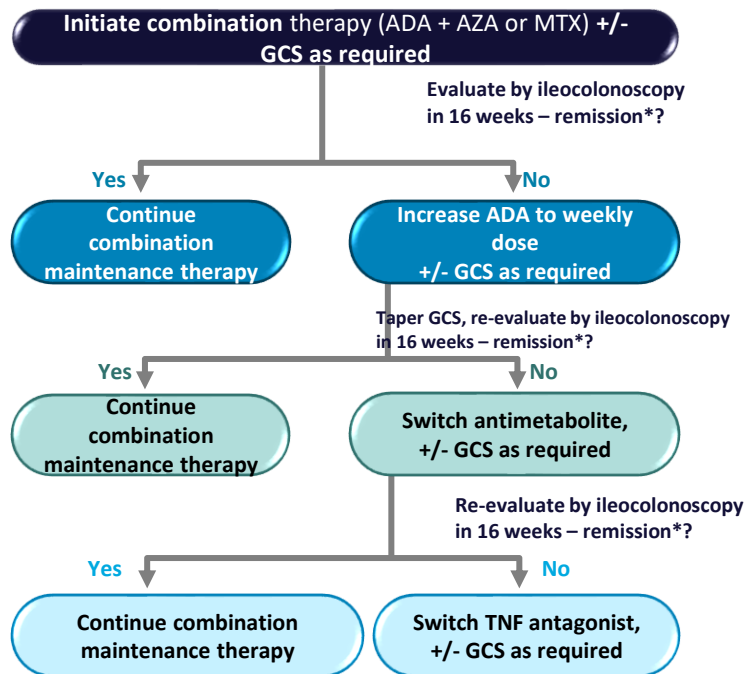 Initiate combination therapy (ADA + AZA or MTX) +/-
GCS as required
Evaluate by ileocolonoscopy
in 16 weeks – remission*?
Yes
No
Continue
combination
maintenance therapy
Increase ADA to weekly
dose
+/- GCS as required
Taper GCS, re-evaluate by ileocolonoscopy
in 16 weeks – remission*?
Yes
No
Continue
combination
maintenance therapy
Switch antimetabolite,
+/- GCS as required
Re-evaluate by ileocolonoscopy
in 16 weeks – remission*?
Yes
No
Continue combination
maintenance therapy
Switch TNF antagonist,
+/- GCS as required